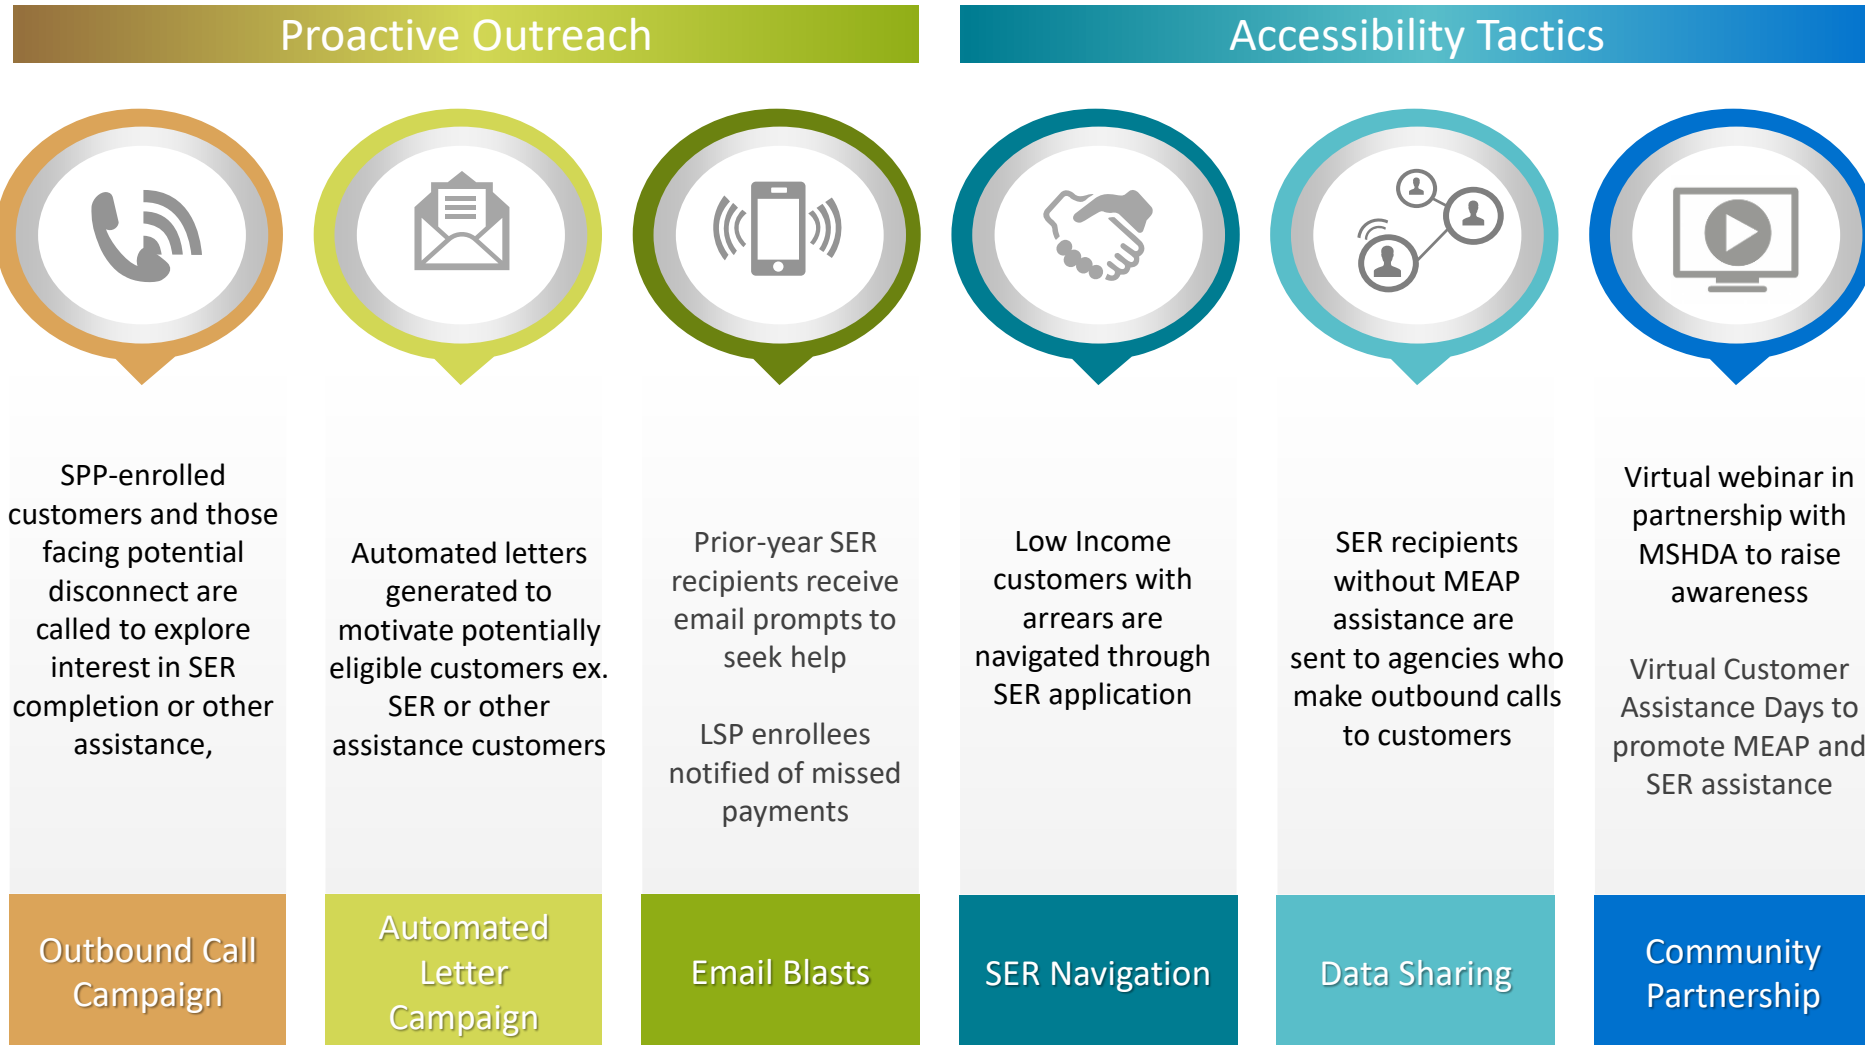 Proactive Outreach
Accessibility Tactics
SPP-enrolled
customers and those
facing potential
disconnect are
called to explore
interest in SER
completion or other
assistance,
Automated letters
generated to
motivate potentially
eligible customers ex.
SER or other
assistance customers
Prior-year SER
recipients receive
email prompts to
seek help
LSP enrollees
notified of missed
payments
Low Income
customers with
arrears are
navigated through
SER application
SER recipients
without MEAP
assistance are
sent to agencies who
make outbound calls
to customers
Virtual webinar in
partnership with
MSHDA to raise
awareness
Virtual Customer
Assistance Days to
promote MEAP and
SER assistance
Outbound Call
Campaign
Automated
Letter
Campaign
Email Blasts
SER Navigation
Data Sharing
Community
Partnership